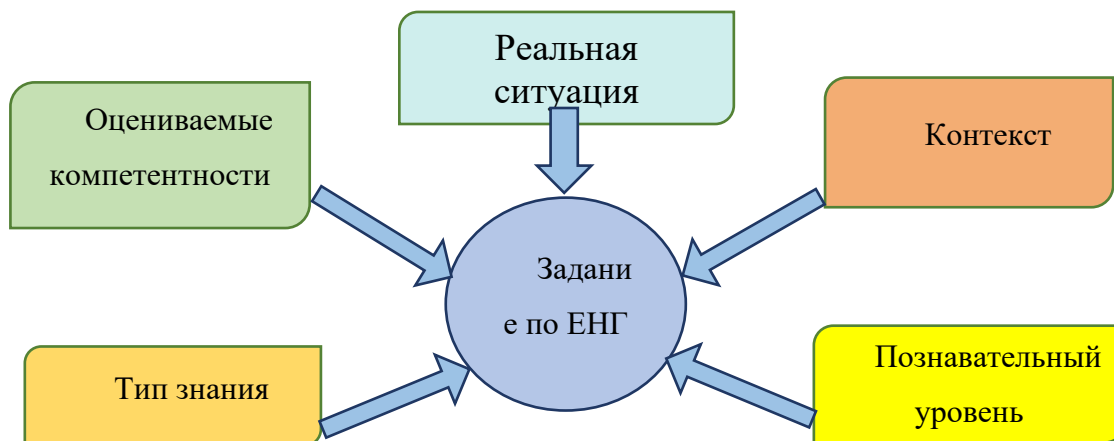 Реальная
ситуация
Оцениваемые
компетентности
Контекст
Задани
е по ЕНГ
Тип знания
Познавательный
уровень